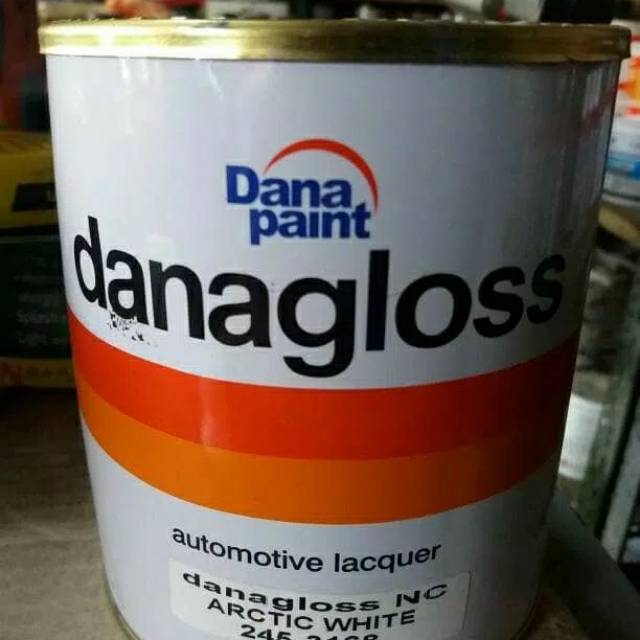 Dana
paint
danagloss
automotive lacquer
danagloss NC
ARCTIC WHITE